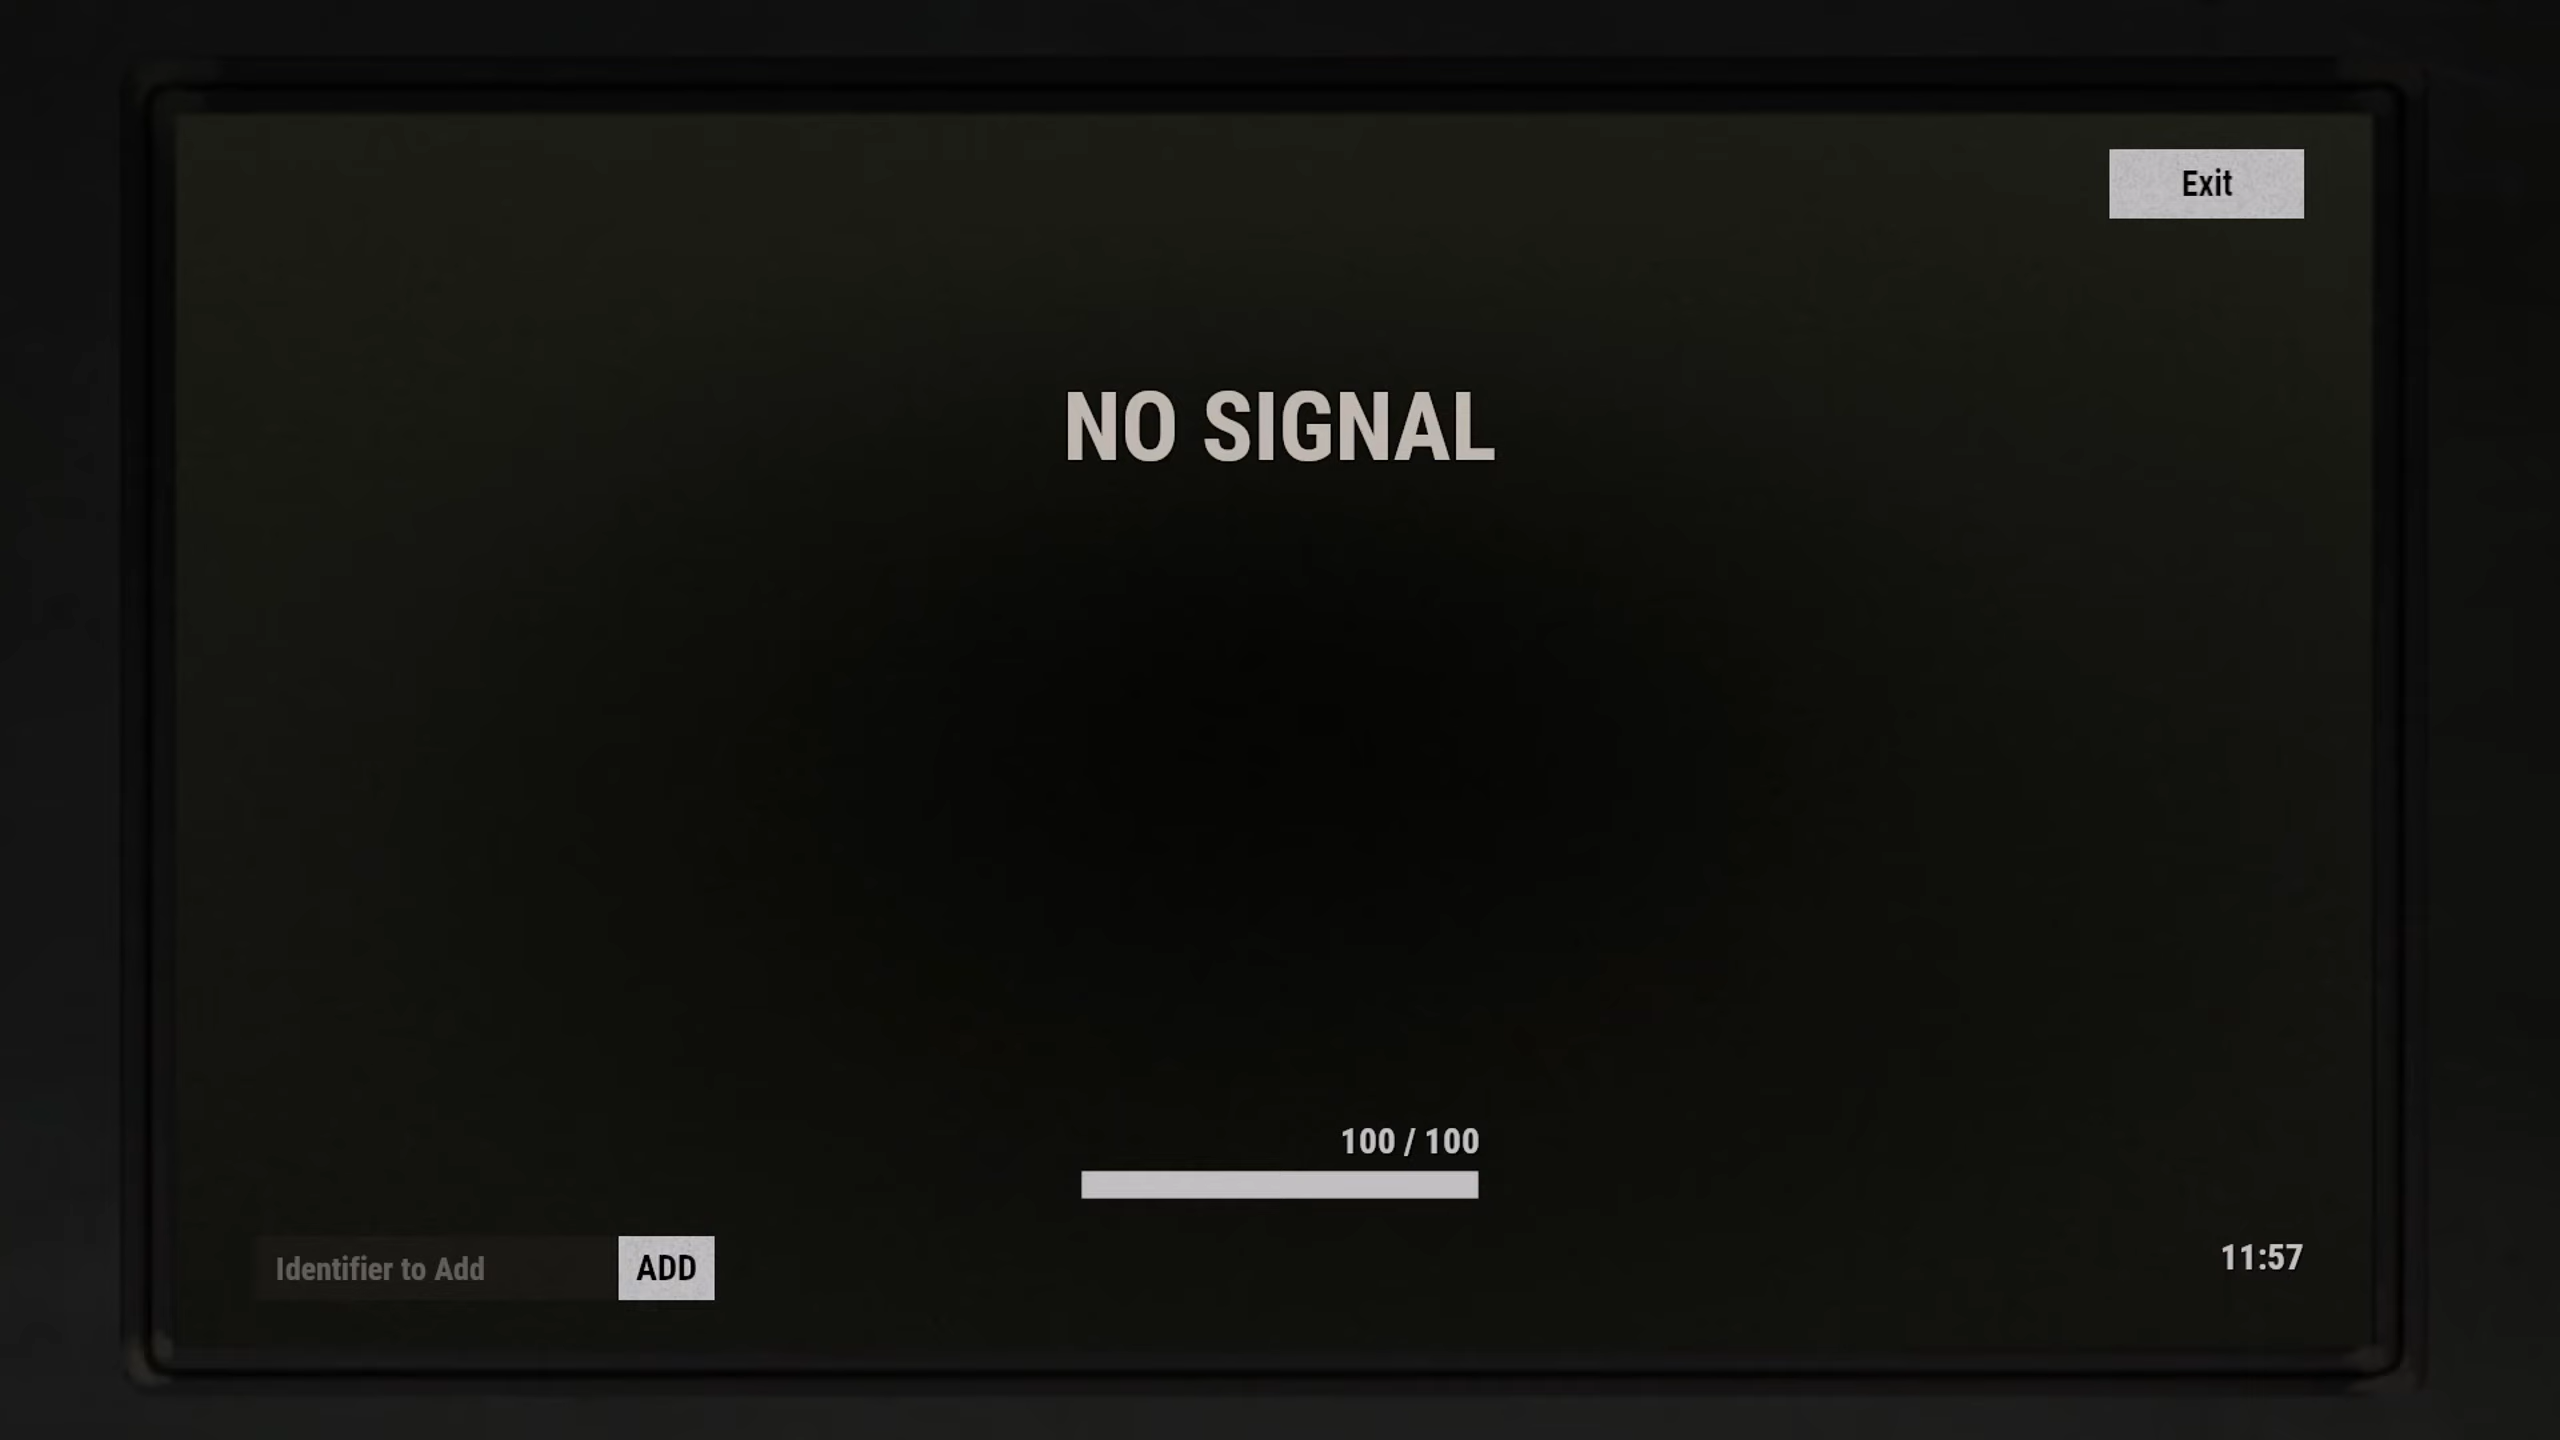 Exit
NO SIGNAL
100 / 100
Identifier to Add
ADD
11:57